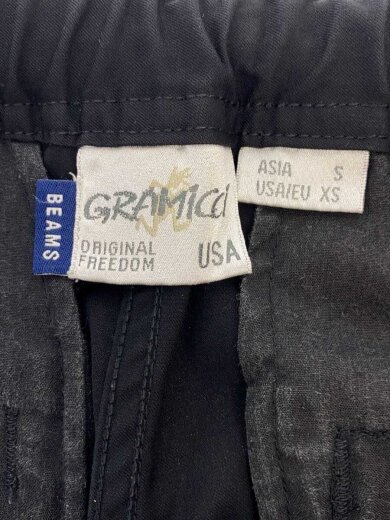 BEAMS
GRAMICCI
ORIGINAL
FREEDOM
USA
ASIA S
USA/EU XS